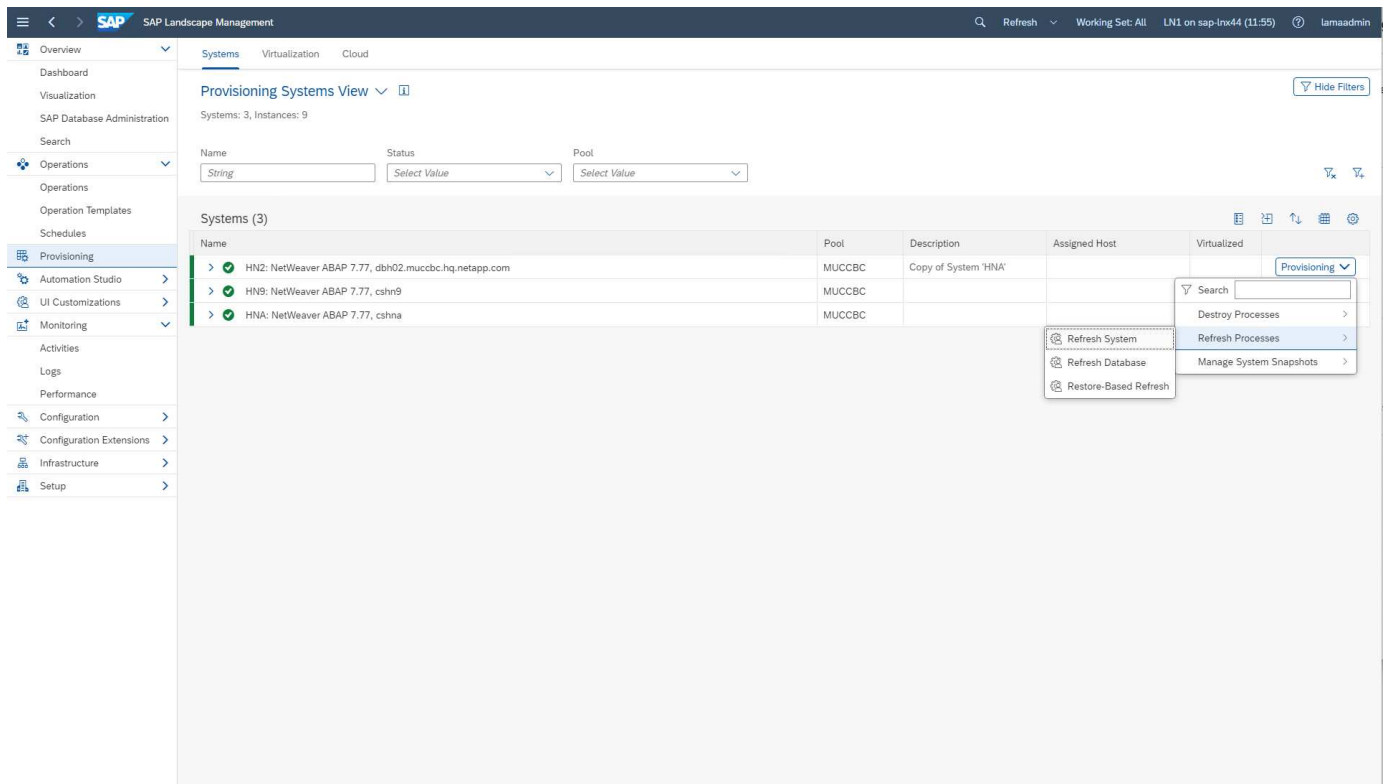 SAP SAP Landscape Management Refresh Working Set: All LN1 on sap-lnx44 (11:55) lamaadmin
Overview
Dashboard
Visualization
SAP Database Administration
Search
Operations
Operations
Operation Templates
Schedules
Provisioning
Automation Studio
UI Customizations
Monitoring
Activities
Logs
Performance
Configuration
Configuration Extensions
Infrastructure
Setup
Systems Virtualization Cloud
Provisioning Systems View
Hide Filters
Systems: 3, Instances: 9
Name Status Pool
String Select Value Select Value
Systems (3)
Name Pool Description Assigned Host Virtualized
HN2: NetWeaver ABAP 7.77, dbh02.muccbc.hq.netapp.com MUCCBC Copy of System 'HNA' Provisioning
HN9: NetWeaver ABAP 7.77, cshn9 MUCCBC
HNA: NetWeaver ABAP 7.77, cshna MUCCBC
Search
Destroy Processes
Refresh Processes
Manage System Snapshots
Refresh System
Refresh Database
Restore-Based Refresh